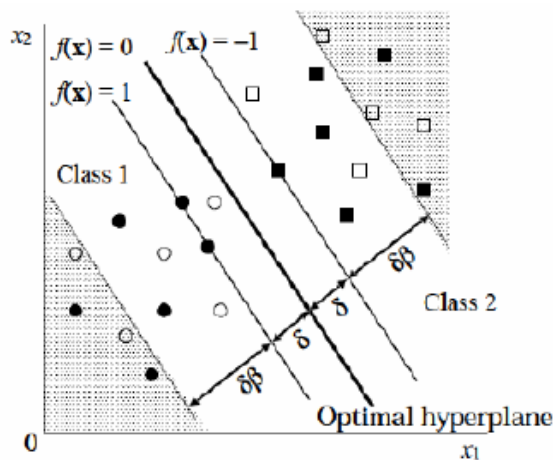 x2
f(x) = 0
f(x) = −1
f(x) = 1
Class 1
δβ
δ
Class 2
δ
δβ
Optimal hyperplane
0
x1